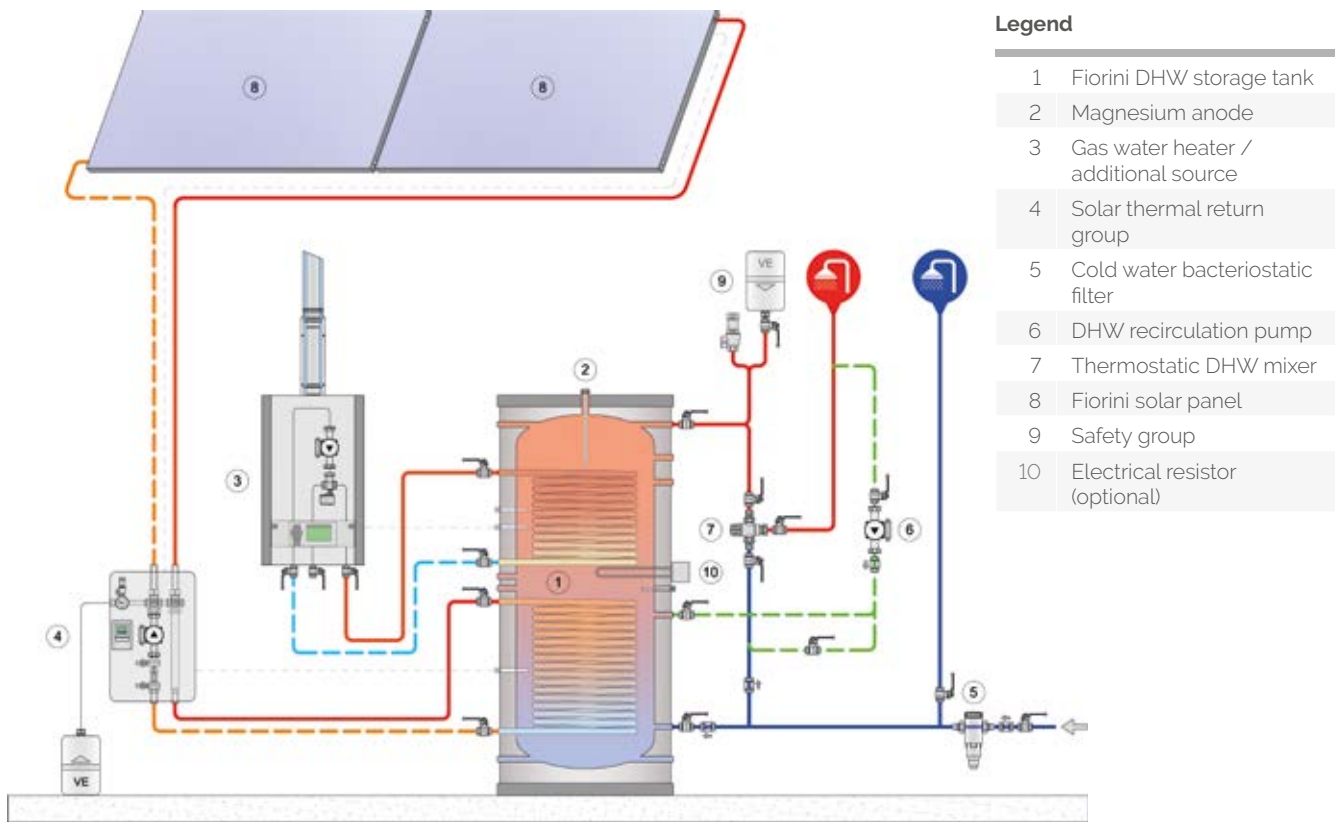 8
8
Legend
1 Fiorini DHW storage tank
2 Magnesium anode
3 Gas water heater /
additional source
4 Solar thermal return
group
5 Cold water bacteriostatic
filter
6 DHW recirculation pump
7 Thermostatic DHW mixer
8 Fiorini solar panel
9 Safety group
10 Electrical resistor
(optional)
VE
9
2
3
7
6
10
1
4
5
VE